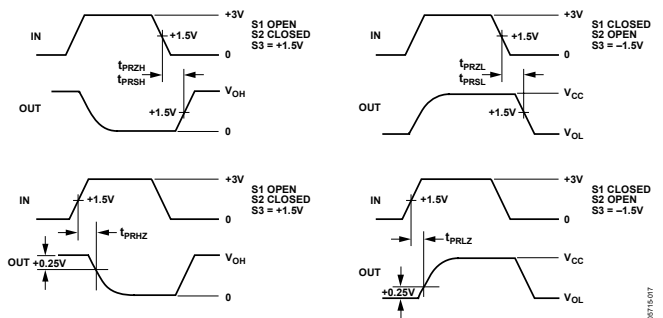 +3V
S1 OPEN
S2 CLOSED
S3 = +1.5V
IN
+1.5V
0
tPRZH
tPRSH
VOH
OUT
+1.5V
0
+3V
S1 CLOSED
S2 OPEN
S3 = –1.5V
IN
+1.5V
0
tPRZL
tPRSL
VCC
OUT
+1.5V
VOL
+3V
S1 OPEN
S2 CLOSED
S3 = +1.5V
IN
+1.5V
0
tPRHZ
OUT
+0.25V
VOH
0
+3V
S1 CLOSED
S2 OPEN
S3 = –1.5V
IN
+1.5V
0
tPRLZ
VCC
OUT
+0.25V
VOL
05715-017